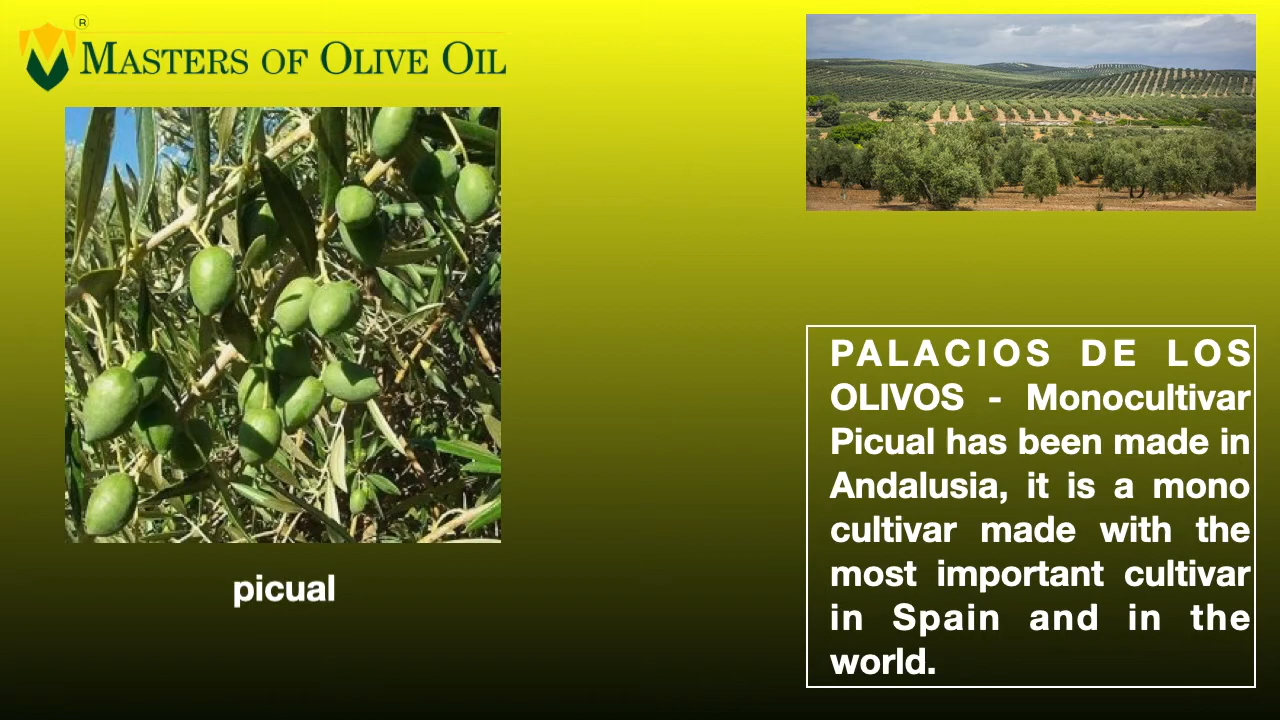 ®
MASTERS OF OLIVE OIL
picual
PALACIOS DE LOS
OLIVOS - Monocultivar
Picual has been made in
Andalusia, it is a mono
cultivar made with the
most important cultivar
in Spain and in the
world.